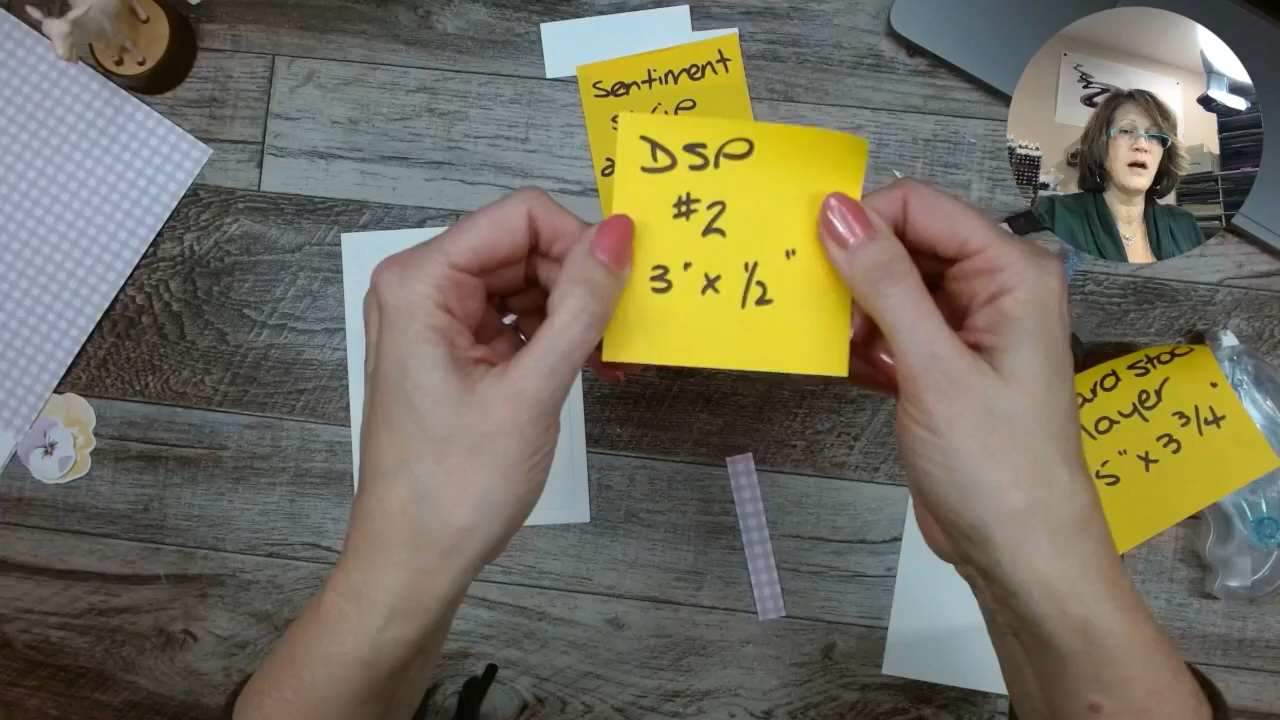 Sentiment
DSP
#2
3" x 1/2"
layer
5" x 3 3/4"